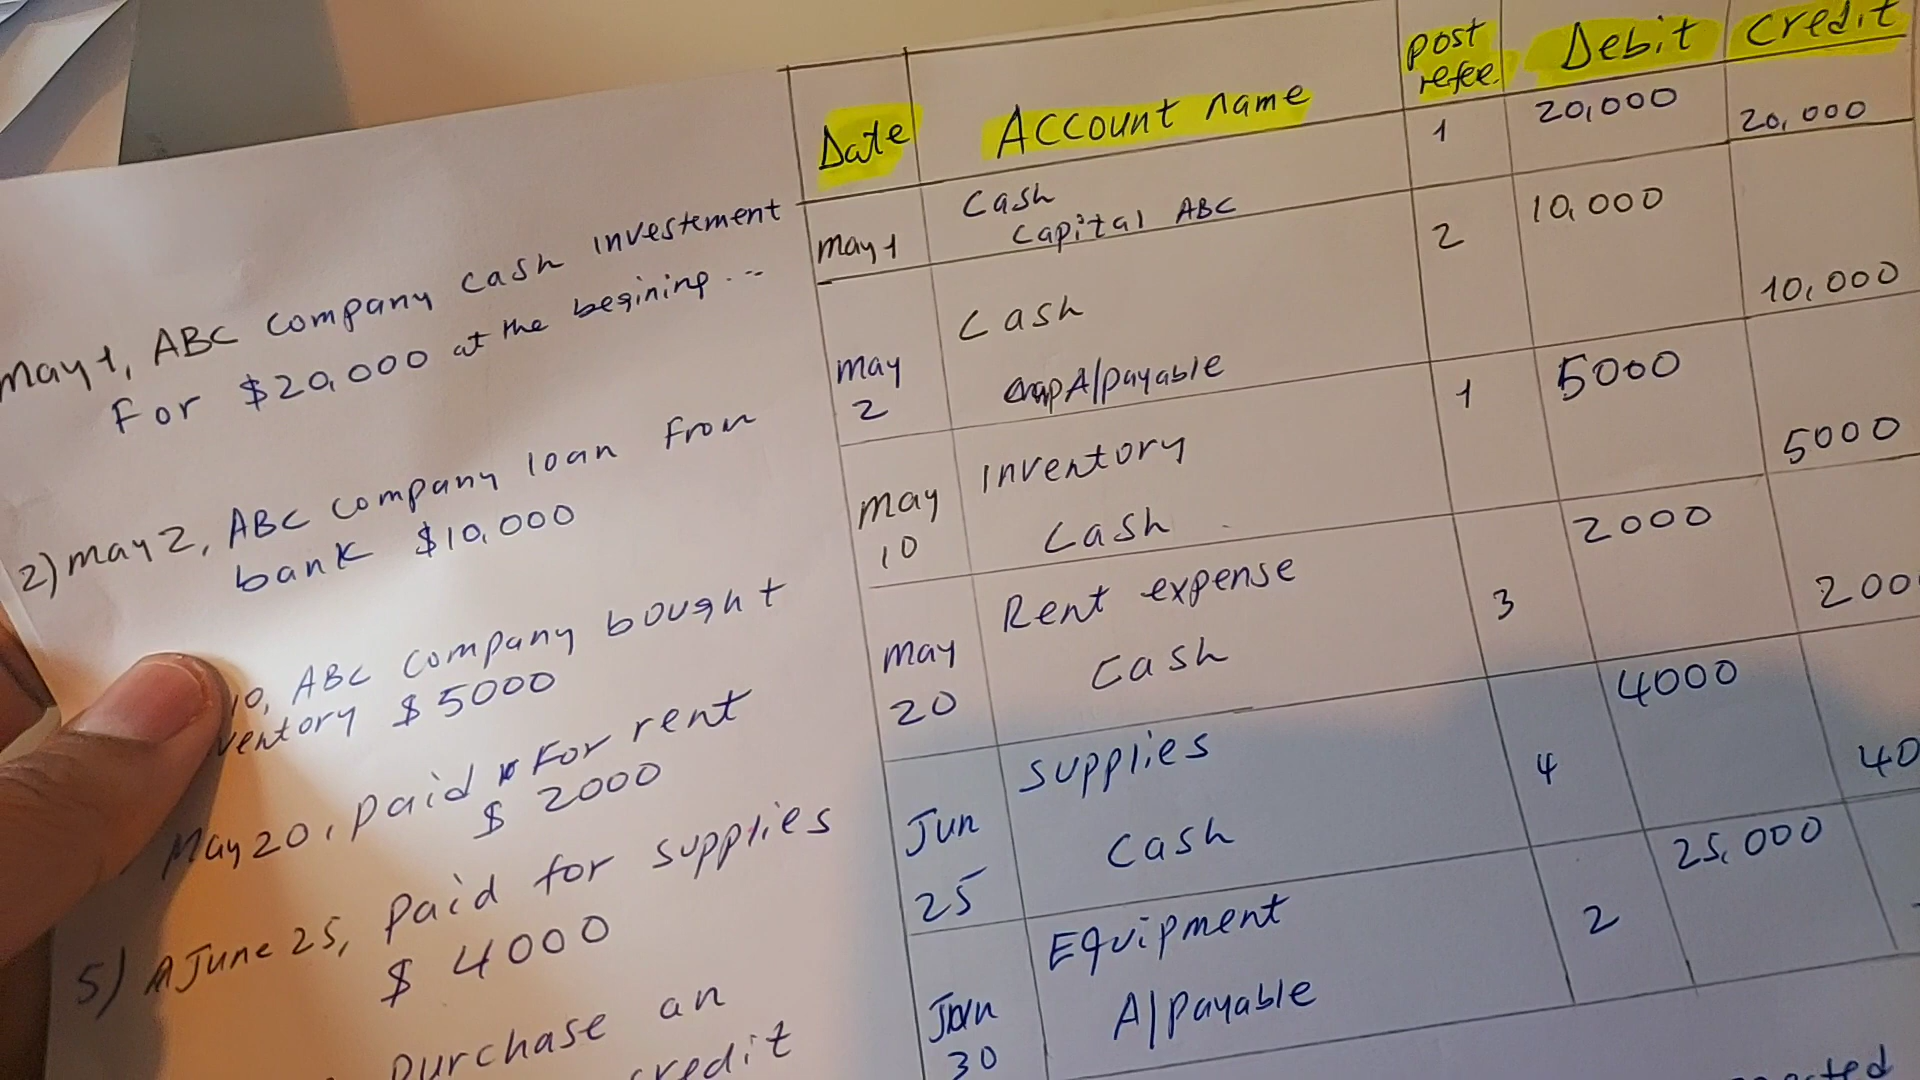 May 1, ABC Company cash investement
For $20,000 at the begining...
2) may 2, ABC Company loan from
bank $10,000
10, ABC Company bought
ventory $5000
May 20, paid For rent
$ 2000
5) June 25, paid for supplies
$ 4000
purchase an
credit
Date Account name post refee Debit credit
may 1 Cash 1 20,000
Capital ABC 20,000
may 2 Cash 2 10,000
A/payable 10,000
may 10 Inventory 1 5000
Cash 5000
may 20 Rent expense 3 2000
Cash 200
Jun 25 supplies 4 4000
Cash 40
Jun 30 Equipment 2 25,000
A/payable